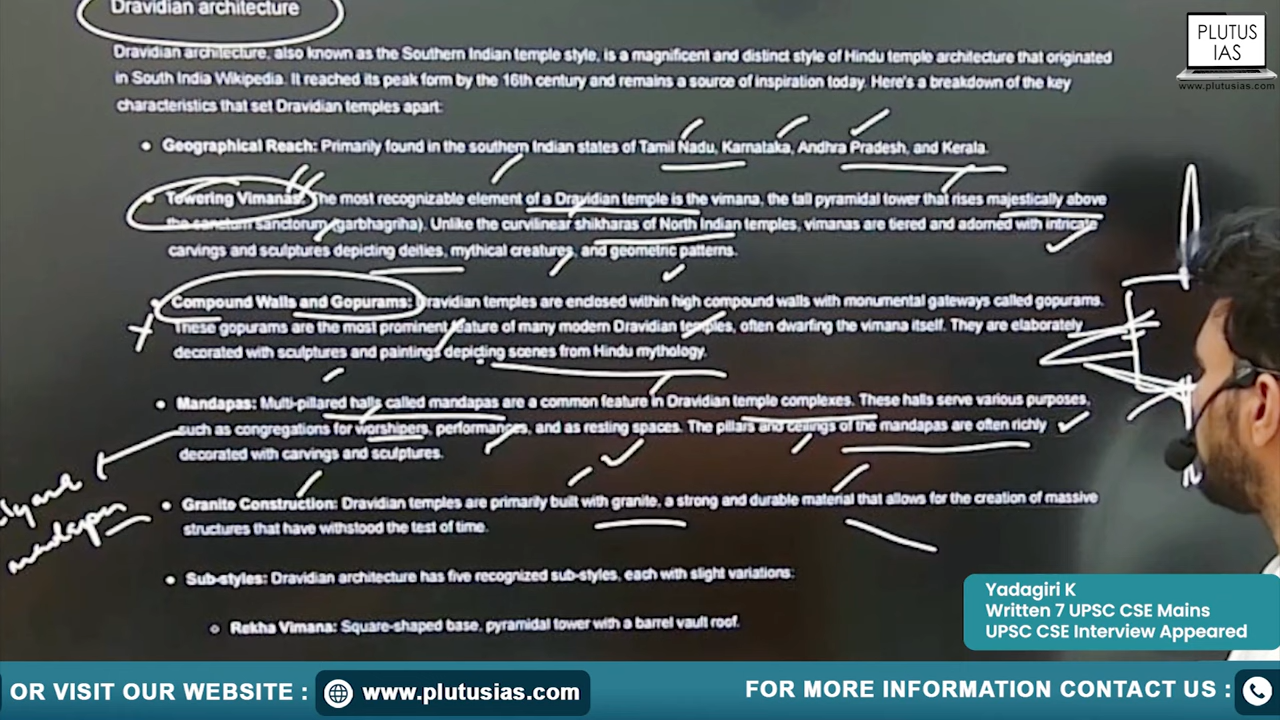 Dravidian architecture
PLUTUS
IAS
www.plutusias.com
Dravidian architecture, also known as the Southern Indian temple style, is a magnificent and distinct style of Hindu temple architecture that originated
in South India Wikipedia. It reached its peak form by the 16th century and remains a source of inspiration today. Here's a breakdown of the key
characteristics that set Dravidian temples apart:
• Geographical Reach: Primarily found in the southern Indian states of Tamil Nadu, Karnataka, Andhra Pradesh, and Kerala.
• Towering Vimanas: The most recognizable element of a Dravidian temple is the vimana, the tall pyramidal tower that rises majestically above
the sanctum sanctorum (garbhagriha). Unlike the curvilinear shikharas of North Indian temples, vimanas are tiered and adorned with intricate
carvings and sculptures depicting deities, mythical creatures, and geometric patterns.
• Compound Walls and Gopurams: Dravidian temples are enclosed within high compound walls with monumental gateways called gopurams.
These gopurams are the most prominent feature of many modern Dravidian temples, often dwarfing the vimana itself. They are elaborately
decorated with sculptures and paintings depicting scenes from Hindu mythology.
• Mandapas: Multi-pillared halls called mandapas are a common feature in Dravidian temple complexes. These halls serve various purposes,
such as congregations for worshipers, performances, and as resting spaces. The pillars and ceilings of the mandapas are often richly
decorated with carvings and sculptures.
mandapam
• Granite Construction: Dravidian temples are primarily built with granite, a strong and durable material that allows for the creation of massive
structures that have withstood the test of time.
• Sub-styles: Dravidian architecture has five recognized sub-styles, each with slight variations:
Rekha Vimana: Square-shaped base, pyramidal tower with a barrel vault roof.
Yadagiri K
Written 7 UPSC CSE Mains
UPSC CSE Interview Appeared
OR VISIT OUR WEBSITE :
www.plutusias.com
FOR MORE INFORMATION CONTACT US :